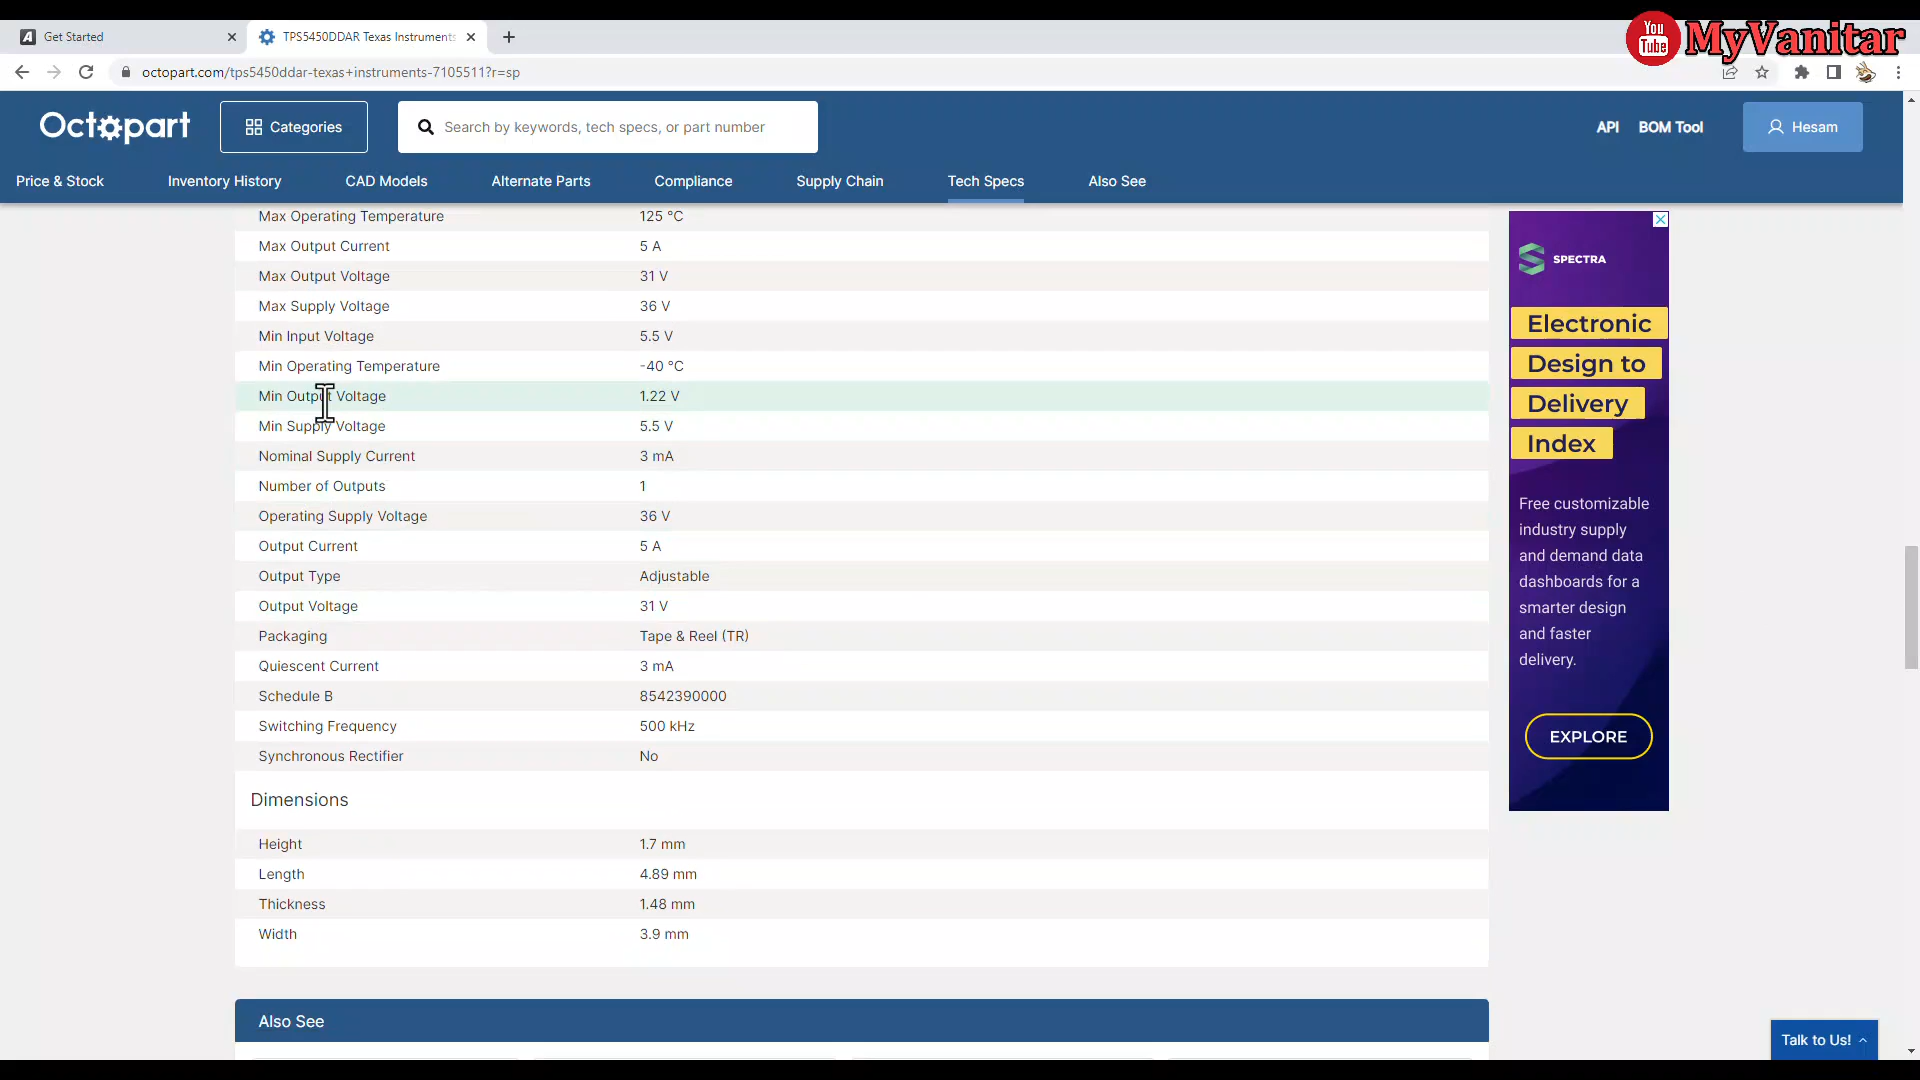 Get Started
TPS5450DDAR Texas Instruments
You Tube MyVanitar
octopart.com/tps5450ddar-texas+instruments-7105511?r=sp
Octopart
Categories
Search by keywords, tech specs, or part number
API
BOM Tool
Hesam
Price & Stock
Inventory History
CAD Models
Alternate Parts
Compliance
Supply Chain
Tech Specs
Also See
Max Operating Temperature 125 °C
Max Output Current 5 A
Max Output Voltage 31 V
Max Supply Voltage 36 V
Min Input Voltage 5.5 V
Min Operating Temperature -40 °C
Min Output Voltage 1.22 V
Min Supply Voltage 5.5 V
Nominal Supply Current 3 mA
Number of Outputs 1
Operating Supply Voltage 36 V
Output Current 5 A
Output Type Adjustable
Output Voltage 31 V
Packaging Tape & Reel (TR)
Quiescent Current 3 mA
Schedule B 8542390000
Switching Frequency 500 kHz
Synchronous Rectifier No
Dimensions
Height 1.7 mm
Length 4.89 mm
Thickness 1.48 mm
Width 3.9 mm
Also See
SPECTRA
Electronic
Design to
Delivery
Index
Free customizable
industry supply
and demand data
dashboards for a
smarter design
and faster
delivery.
EXPLORE
Talk to Us!